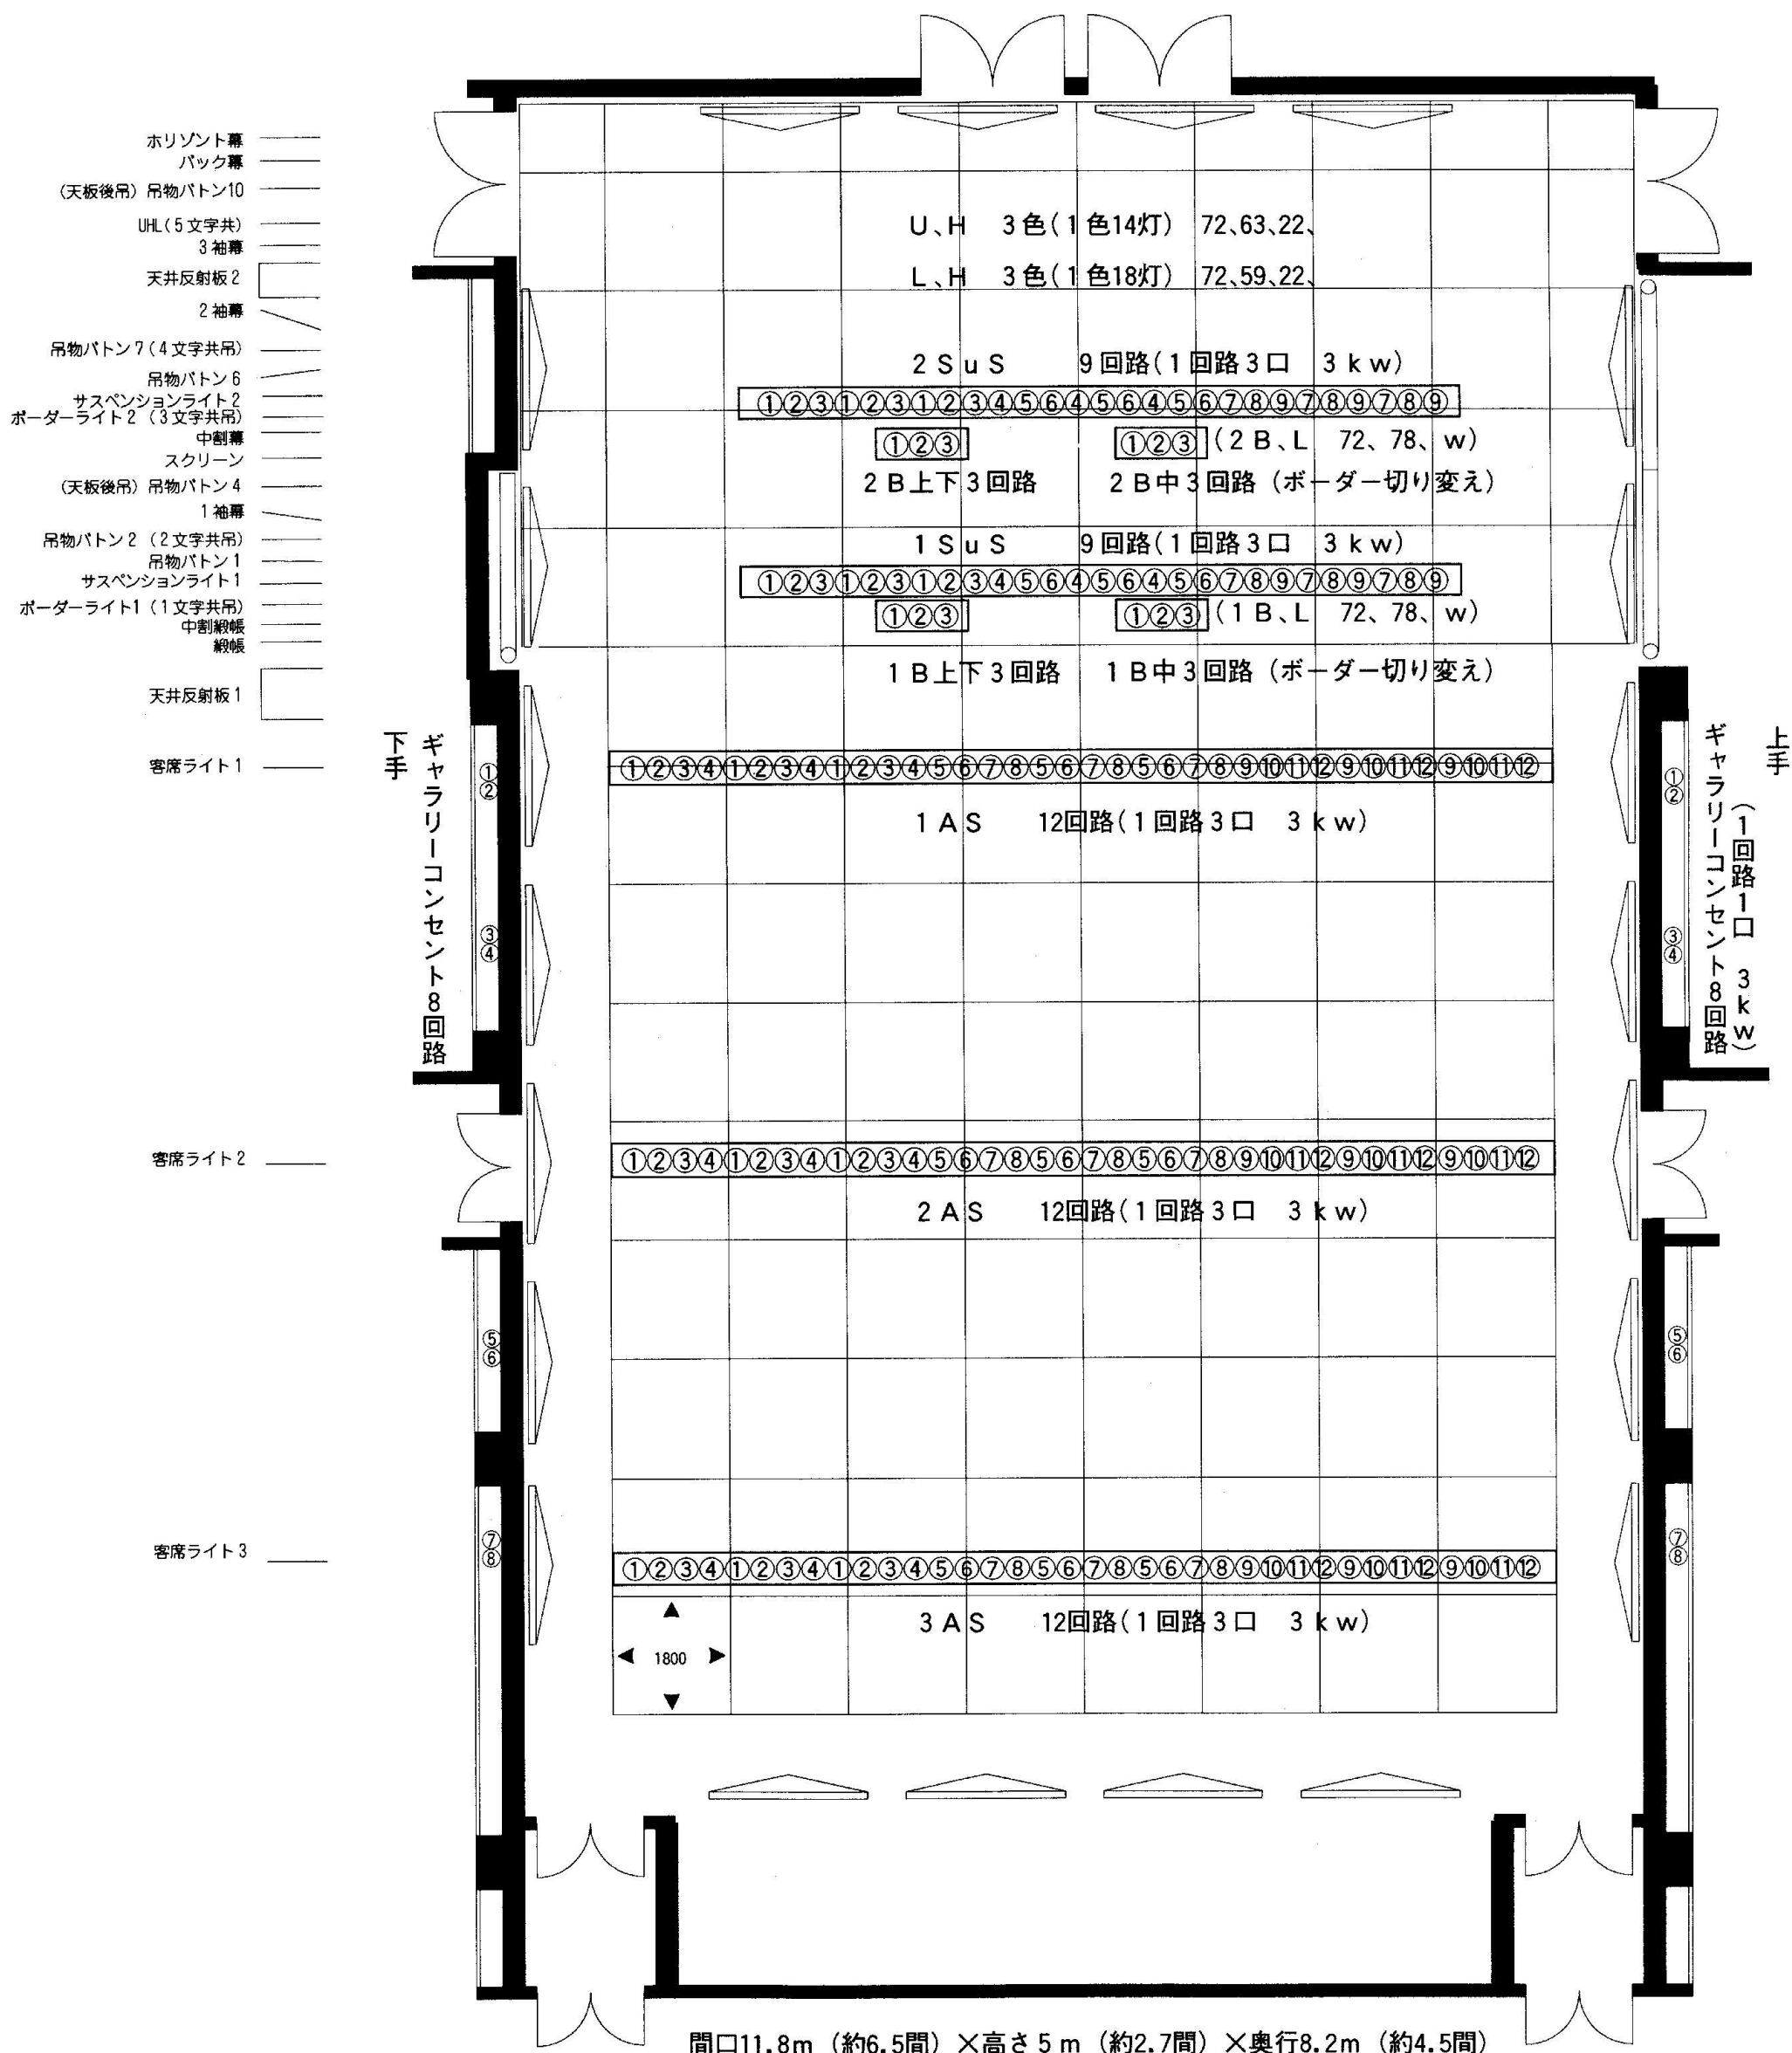 ホリゾント幕
バック幕
(天板後吊) 吊物バトン10
UHL(5文字共)
3袖幕
天井反射板2
2袖幕
吊物バトン7(4文字共吊)
吊物バトン6
サスペンションライト2
ボーダーライト2 (3文字共吊)
中割幕
スクリーン
(天板後吊) 吊物バトン4
1袖幕
吊物バトン2 (2文字共吊)
吊物バトン1
サスペンションライト1
ボーダーライト1 (1文字共吊)
中割緞帳
緞帳
天井反射板1
客席ライト1
客席ライト2
客席ライト3
U、H 3色(1色14灯) 72、63、22、
L、H 3色(1色18灯) 72、59、22、
2SuS 9回路(1回路3口 3kw)
①②③①②③①②③④⑤⑥④⑤⑥④⑤⑥⑦⑧⑨⑦⑧⑨⑦⑧⑨
①②③ ①②③ (2B、L 72、78、w)
2B上下3回路 2B中3回路 (ボーダー切り変え)
1SuS 9回路(1回路3口 3kw)
①②③①②③①②③④⑤⑥④⑤⑥④⑤⑥⑦⑧⑨⑦⑧⑨⑦⑧⑨
①②③ ①②③ (1B、L 72、78、w)
1B上下3回路 1B中3回路 (ボーダー切り変え)
下手
ギャラリーコンセント8回路
①
②
③
④
⑤
⑥
⑦
⑧
①②③④①②③④①②③④⑤⑥⑦⑧⑤⑥⑦⑧⑤⑥⑦⑧⑨⑩⑪⑫⑨⑩⑪⑫⑨⑩⑪⑫
1AS 12回路(1回路3口 3kw)
①②③④①②③④①②③④⑤⑥⑦⑧⑤⑥⑦⑧⑤⑥⑦⑧⑨⑩⑪⑫⑨⑩⑪⑫⑨⑩⑪⑫
2AS 12回路(1回路3口 3kw)
①②③④①②③④①②③④⑤⑥⑦⑧⑤⑥⑦⑧⑤⑥⑦⑧⑨⑩⑪⑫⑨⑩⑪⑫⑨⑩⑪⑫
3AS 12回路(1回路3口 3kw)
1800
上手
ギャラリーコンセント8回路
(1回路1口 3kw)
①
②
③
④
⑤
⑥
⑦
⑧
間口11.8m (約6.5間) ×高さ5m (約2.7間) ×奥行8.2m (約4.5間)